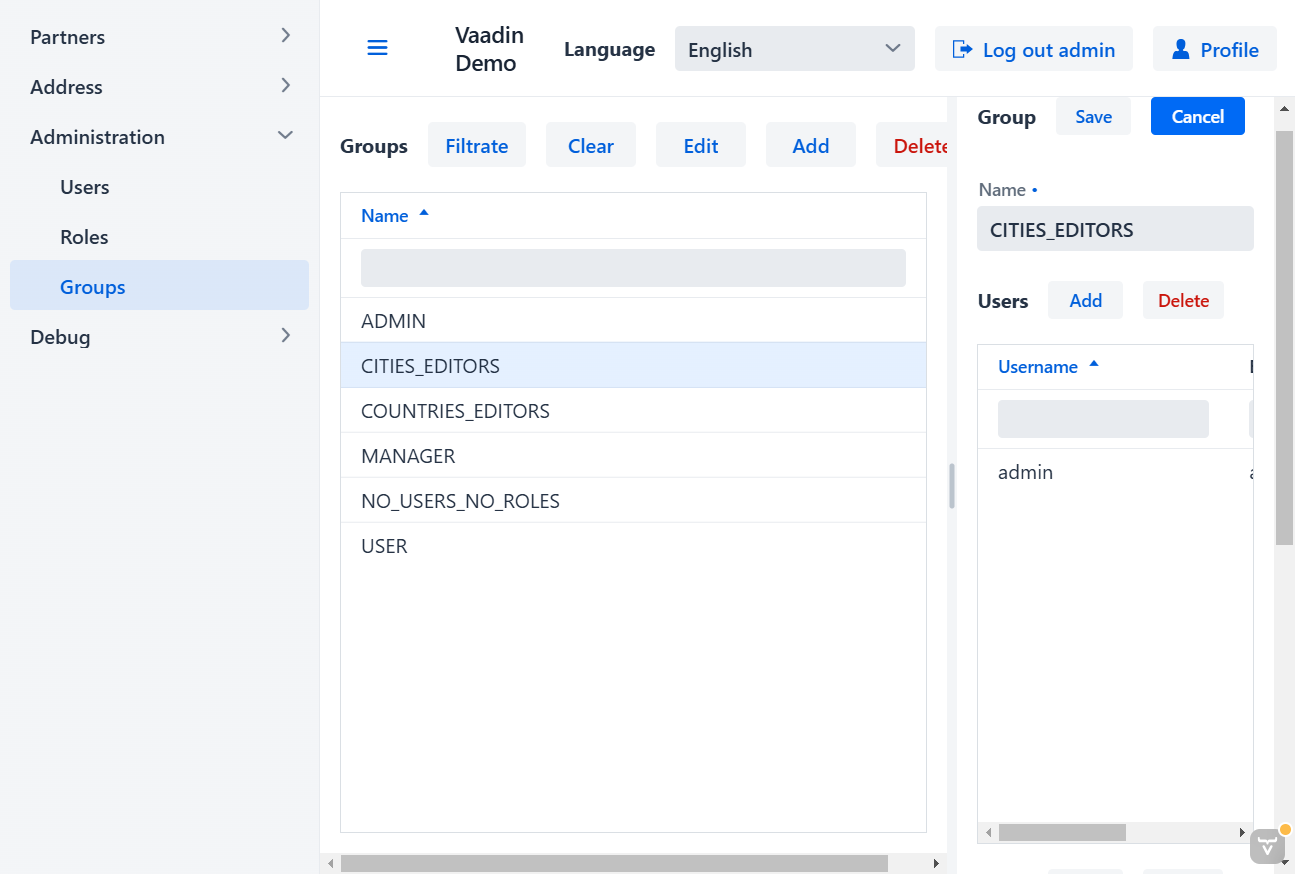 Partners
Address
Administration
Users
Roles
Groups
Debug
Vaadin
Demo
Language
English
Log out admin
Profile
Groups
Filtrate
Clear
Edit
Add
Delete
Name
ADMIN
CITIES_EDITORS
COUNTRIES_EDITORS
MANAGER
NO_USERS_NO_ROLES
USER
Group
Save
Cancel
Name •
CITIES_EDITORS
Users
Add
Delete
Username
admin